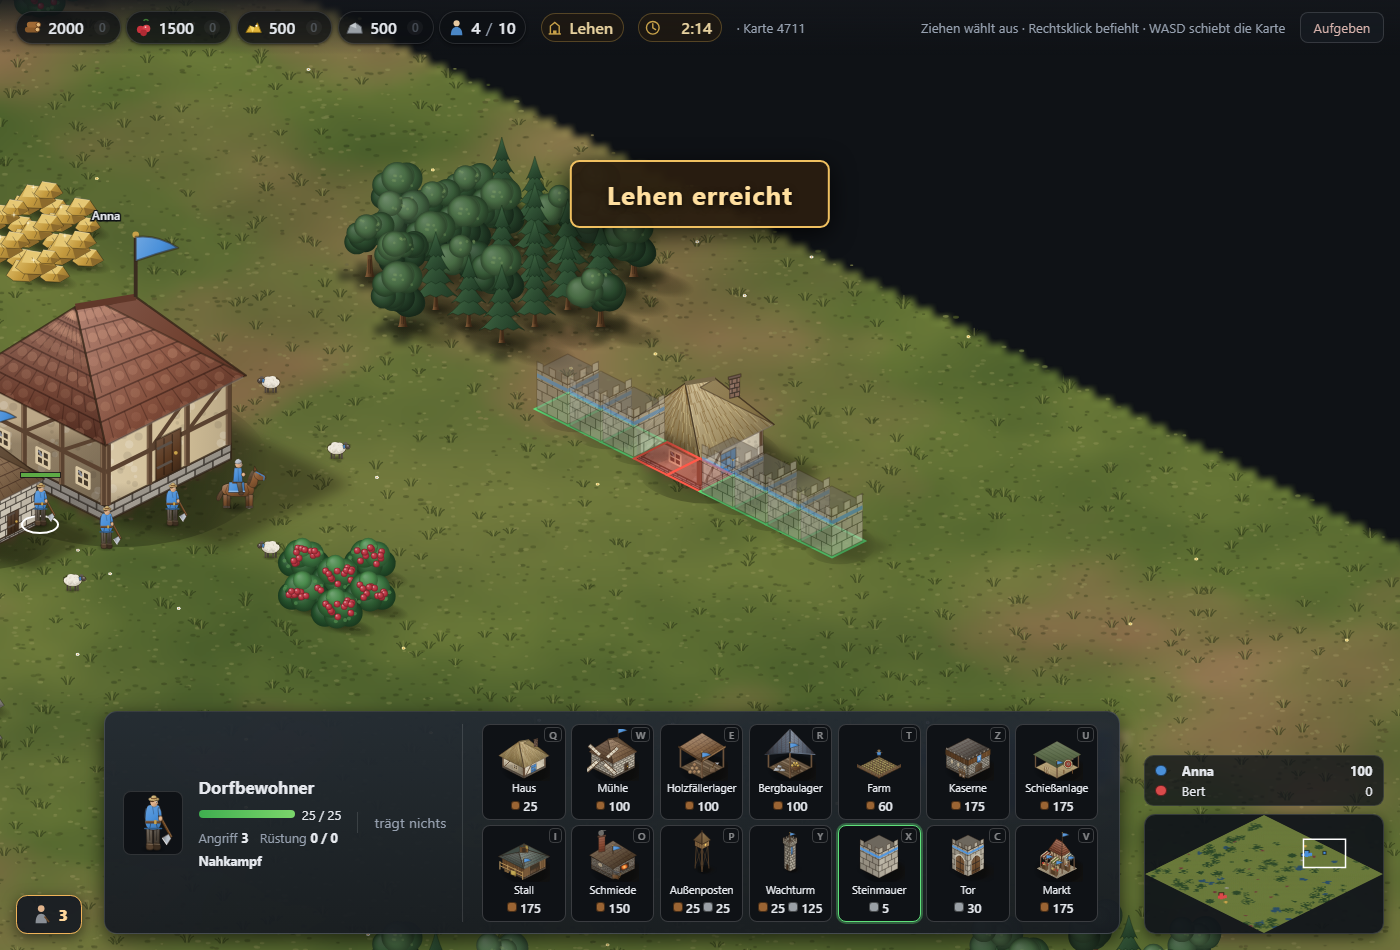 2000 0 1500 0 500 0 500 0 4 / 10 Lehen 2:14 · Karte 4711 Ziehen wählt aus · Rechtsklick befiehlt · WASD schiebt die Karte Aufgeben
Lehen erreicht
Anna
Dorfbewohner
25 / 25
Angriff 3 Rüstung 0 / 0
Nahkampf
trägt nichts
Q W E R T Z U
Haus Mühle Holzfällerlager Bergbaulager Farm Kaserne Schießanlage
25 100 100 100 60 175 175
I O P Y X C V
Stall Schmiede Außenposten Wachturm Steinmauer Tor Markt
175 150 25 25 25 125 5 30 175
Anna 100
Bert 0
3